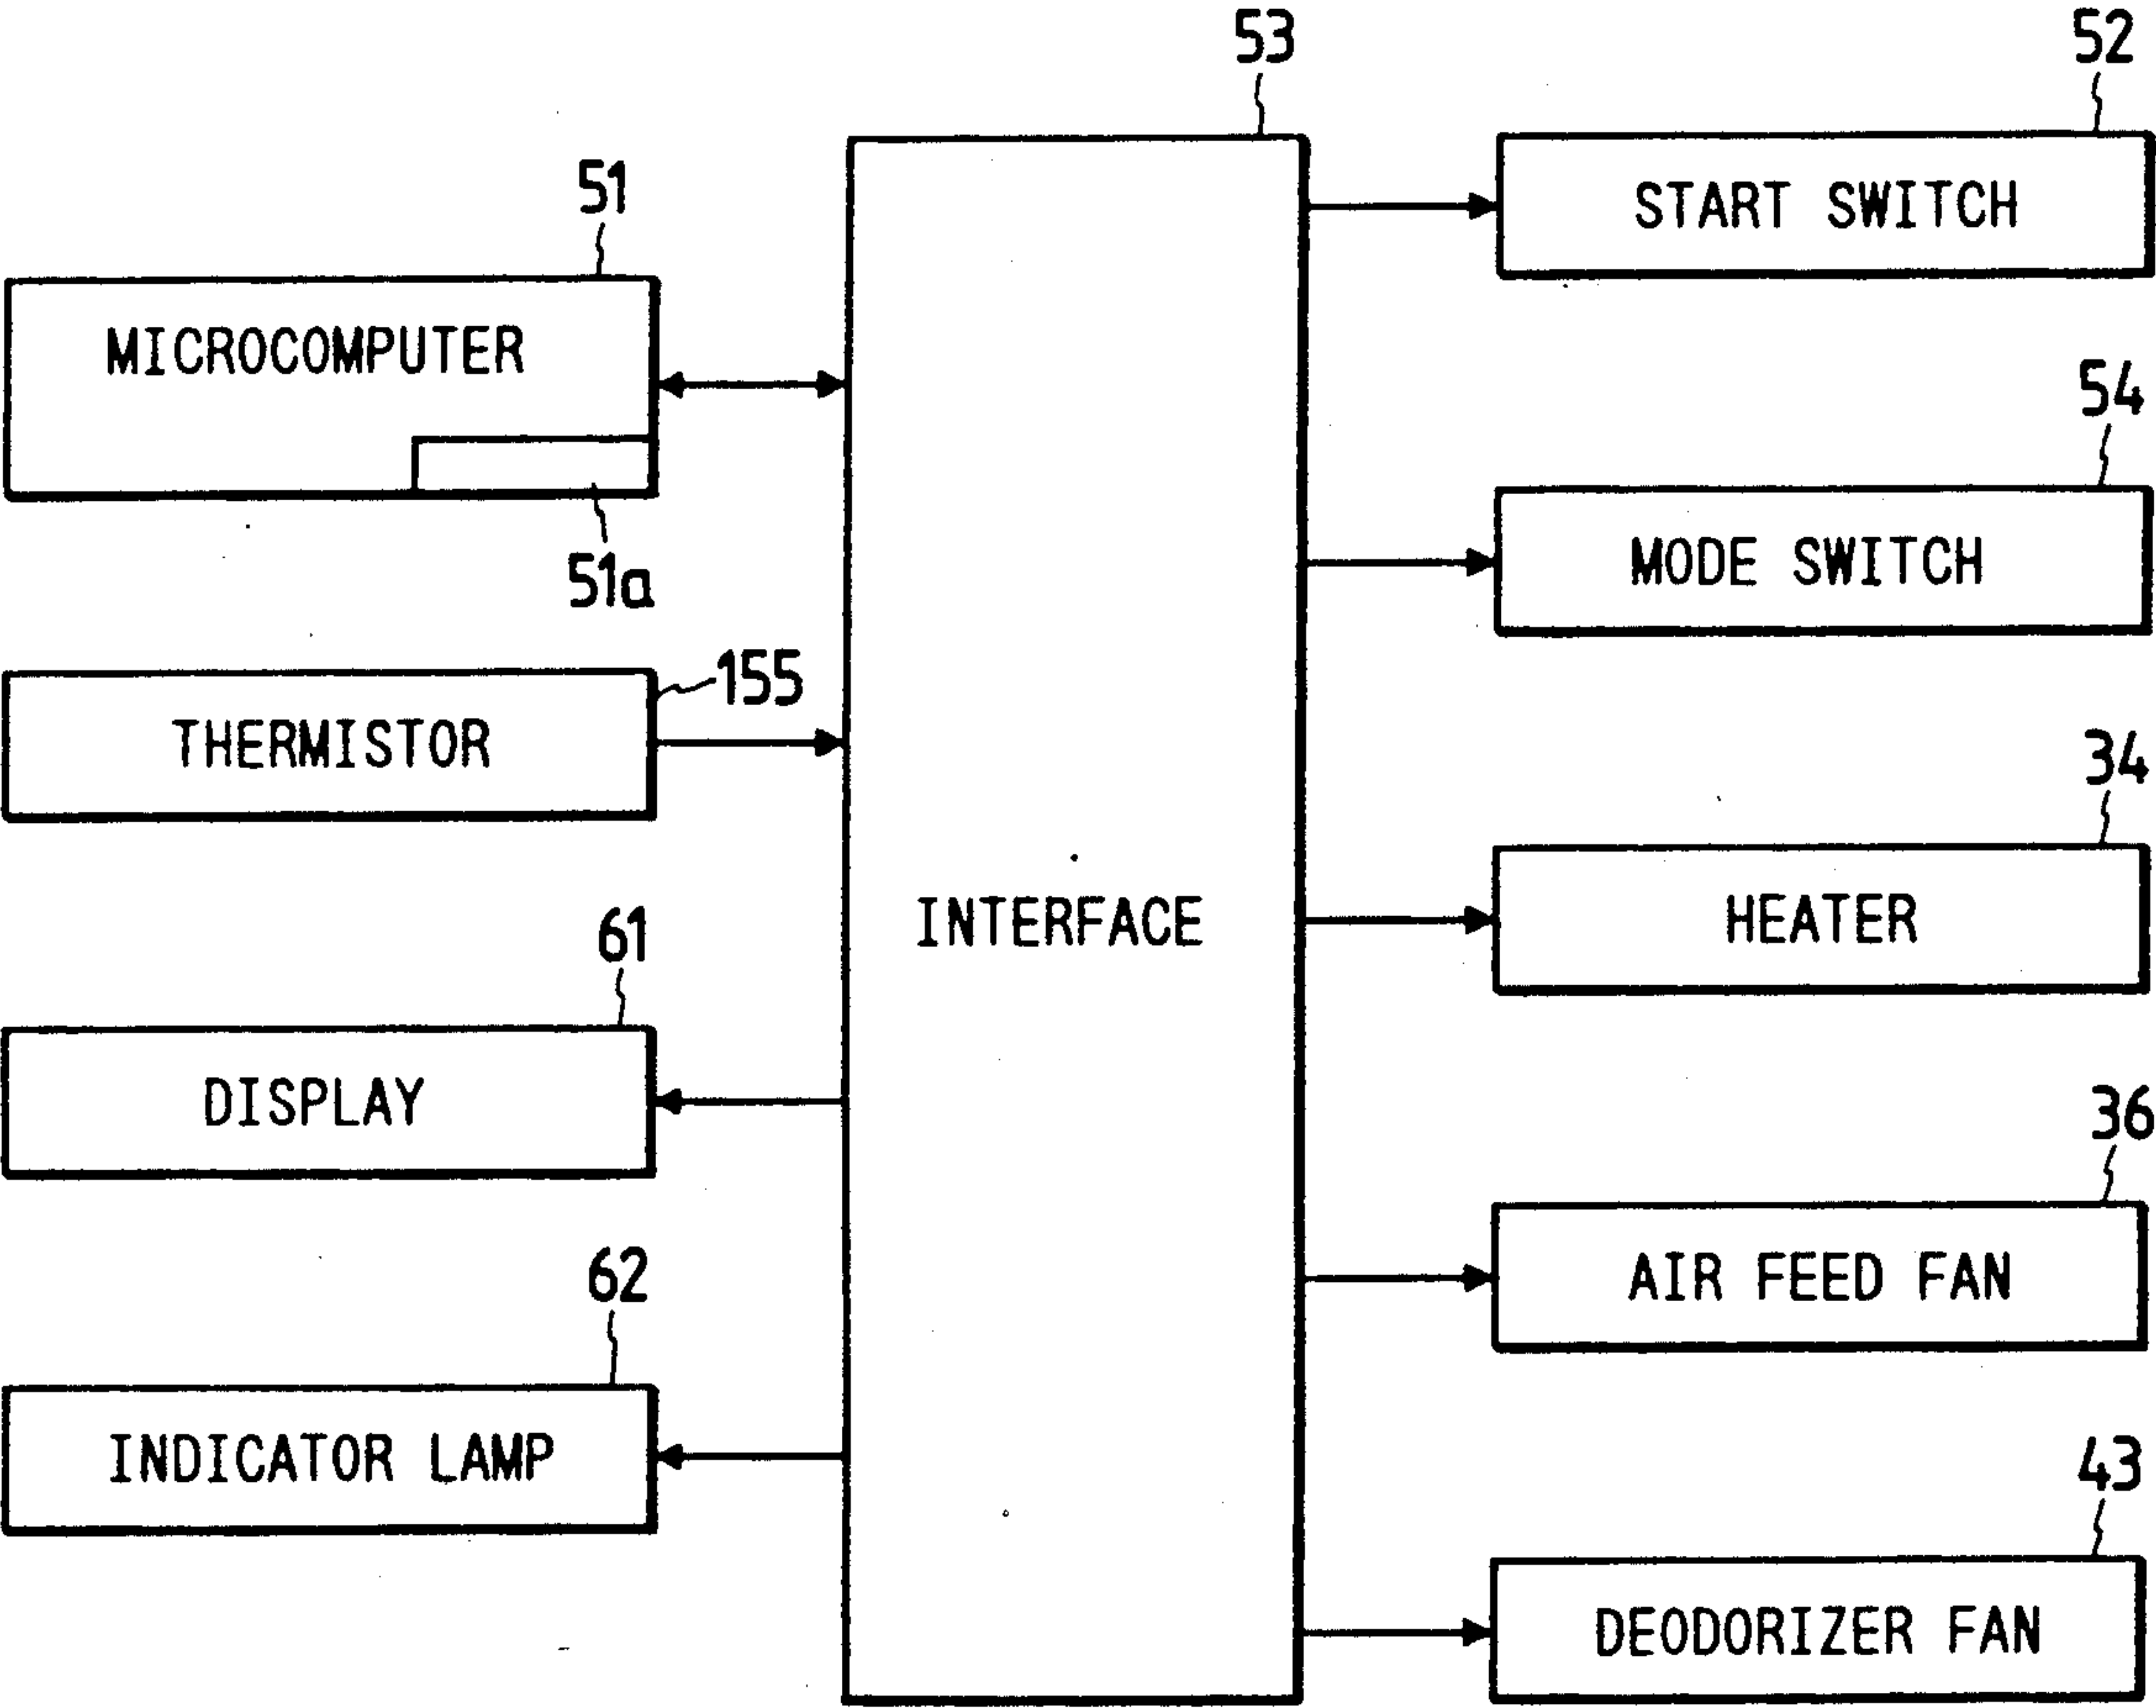 53
52
51
START SWITCH
MICROCOMPUTER
54
51a
MODE SWITCH
155
THERMISTOR
34
61
INTERFACE
HEATER
DISPLAY
36
62
AIR FEED FAN
INDICATOR LAMP
43
DEODORIZER FAN